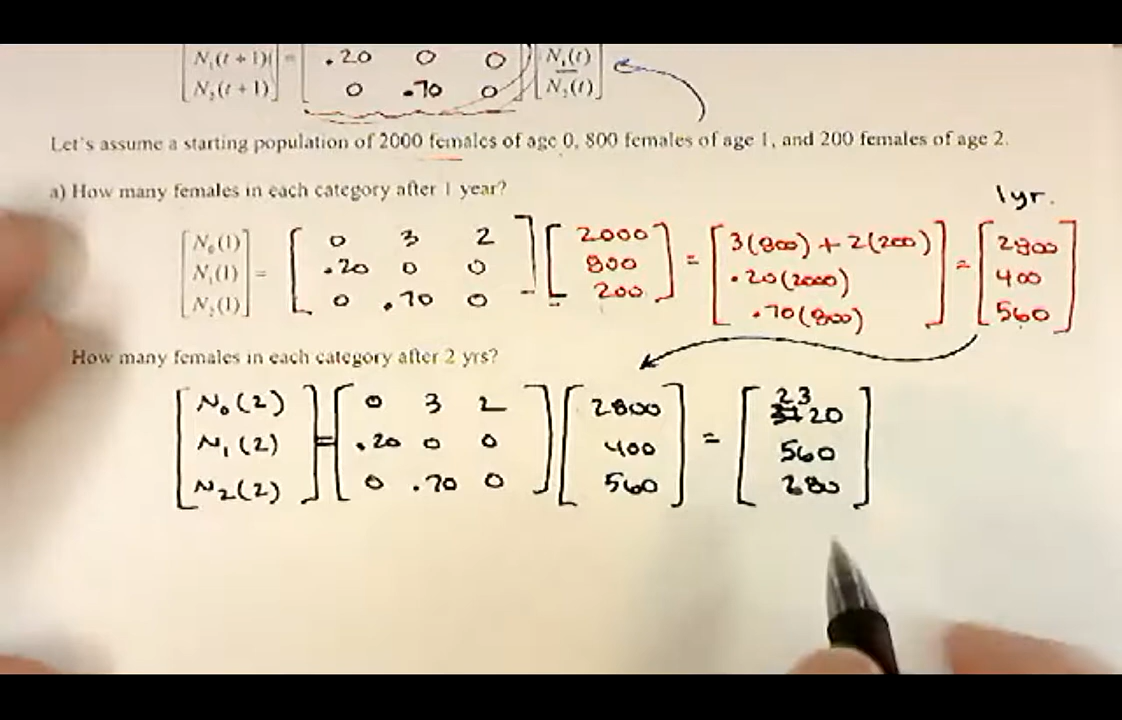 N₁(t + 1) = .20 0 0 N₁(t)
N₂(t + 1) 0 .70 0 N₂(t)
Let's assume a starting population of 2000 females of age 0, 800 females of age 1, and 200 females of age 2.
a) How many females in each category after 1 year?
1yr.
N₀(1) 0 3 2 2000 3(800) + 2(200) 2800
N₁(1) = .20 0 0 800 = .20(2000) = 400
N₂(1) 0 .70 0 200 .70(800) 560
How many females in each category after 2 yrs?
N₀(2) 0 3 2 2800 2320
N₁(2) = .20 0 0 400 = 560
N₂(2) 0 .70 0 560 280